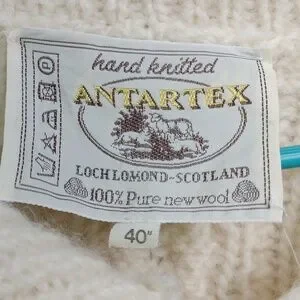 hand knitted
ANTARTEX
LOCH LOMOND~SCOTLAND
100% Pure new wool
40"
P